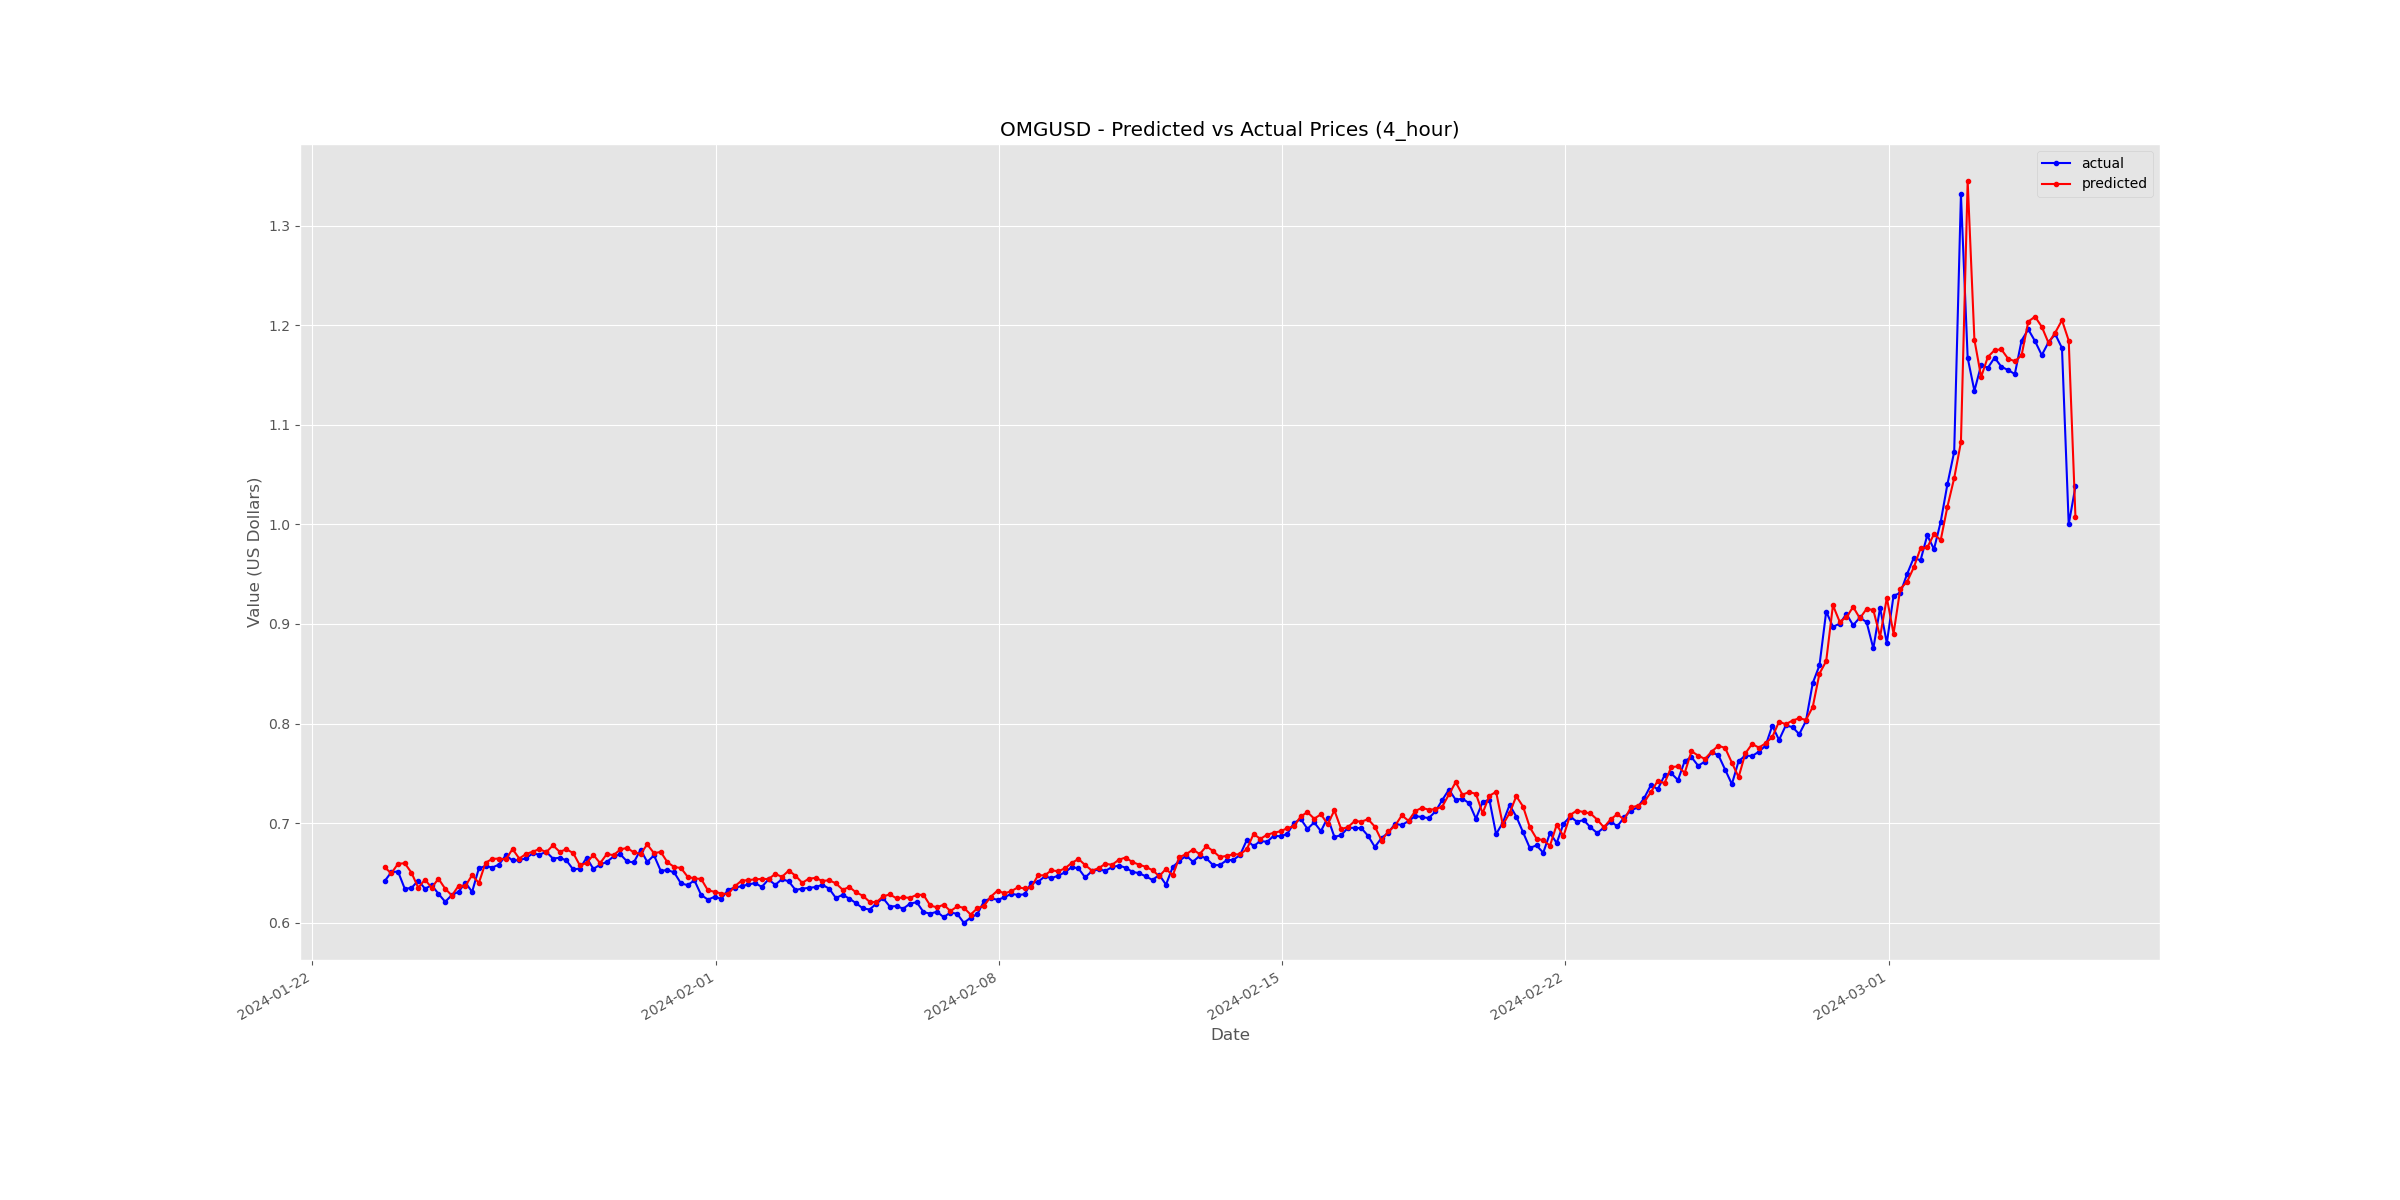 OMGUSD - Predicted vs Actual Prices (4_hour)
actual
predicted
1.3
1.2
1.1
1.0
0.9
0.8
0.7
0.6
Value (US Dollars)
2024-01-22
2024-02-01
2024-02-08
2024-02-15
2024-02-22
2024-03-01
Date